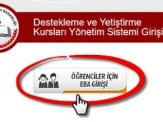 Destekleme ve Yetiştirme
Kursları Yönetim Sistemi Girişi
ÖĞRENCİLER İÇİN
EBA GİRİŞİ